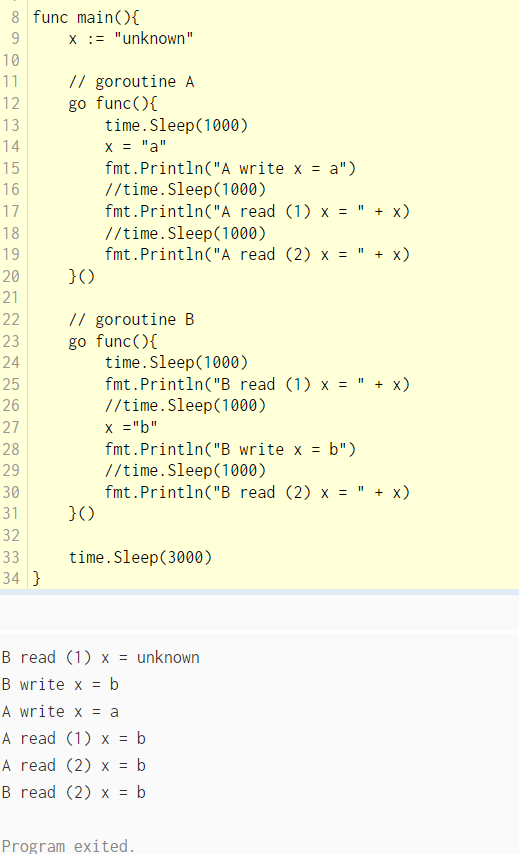 8 func main(){
9     x := "unknown"
10
11     // goroutine A
12     go func(){
13         time.Sleep(1000)
14         x = "a"
15         fmt.Println("A write x = a")
16         //time.Sleep(1000)
17         fmt.Println("A read (1) x = " + x)
18         //time.Sleep(1000)
19         fmt.Println("A read (2) x = " + x)
20     }()
21
22     // goroutine B
23     go func(){
24         time.Sleep(1000)
25         fmt.Println("B read (1) x = " + x)
26         //time.Sleep(1000)
27         x ="b"
28         fmt.Println("B write x = b")
29         //time.Sleep(1000)
30         fmt.Println("B read (2) x = " + x)
31     }()
32
33     time.Sleep(3000)
34 }
B read (1) x = unknown
B write x = b
A write x = a
A read (1) x = b
A read (2) x = b
B read (2) x = b
Program exited.